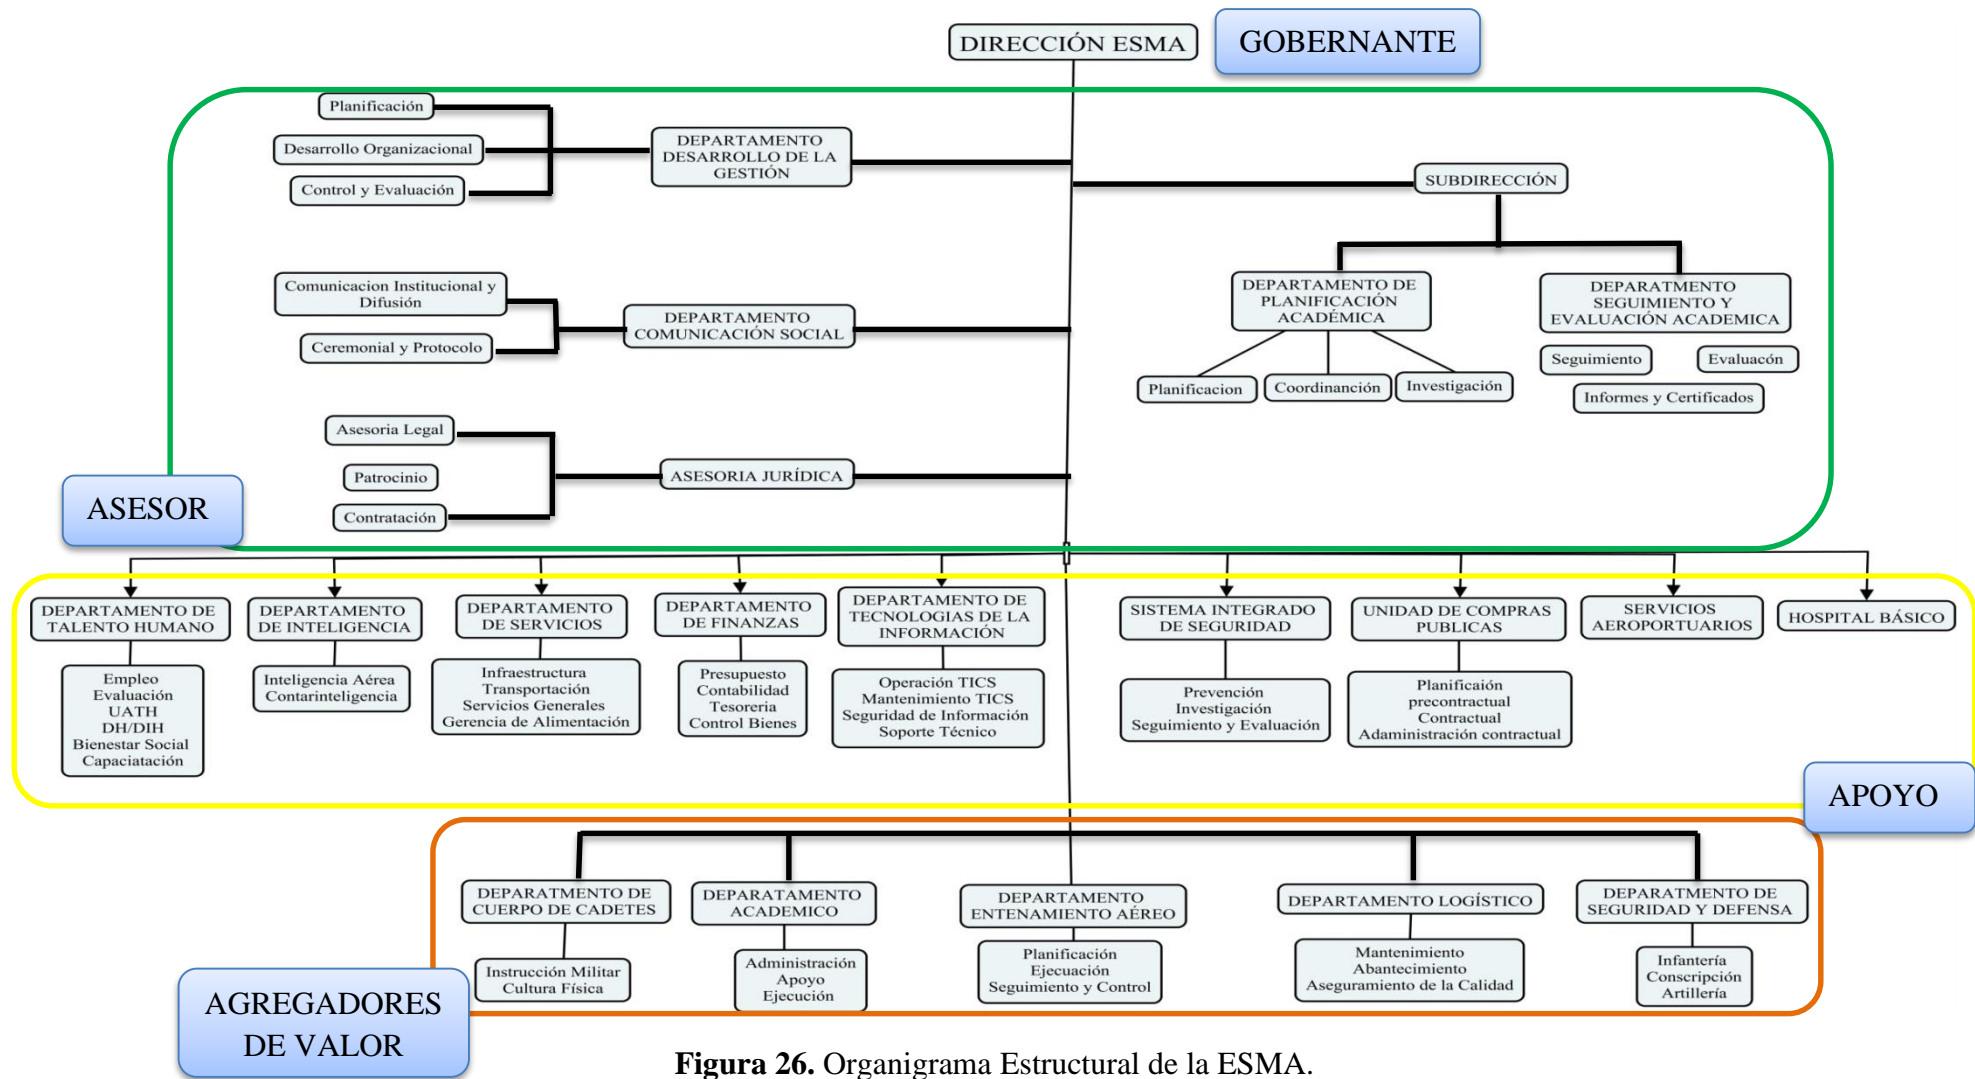 DIRECCIÓN ESMA
GOBERNANTE
Planificación
Desarrollo Organizacional
Control y Evaluación
DEPARTAMENTO
DESARROLLO DE LA
GESTIÓN
SUBDIRECCIÓN
Comunicacion Institucional y
Difusión
Ceremonial y Protocolo
DEPARTAMENTO
COMUNICACIÓN SOCIAL
DEPARTAMENTO DE
PLANIFICACIÓN
ACADÉMICA
Planificacion
Coordinanción
Investigación
DEPARATMENTO
SEGUIMIENTO Y
EVALUACIÓN ACADEMICA
Seguimiento
Evaluacón
Informes y Certificados
Asesoria Legal
Patrocinio
Contratación
ASESORIA JURÍDICA
ASESOR
DEPARTAMENTO DE
TALENTO HUMANO
Empleo
Evaluación
UATH
DH/DIH
Bienestar Social
Capaciatación
DEPARTAMENTO
DE INTELIGENCIA
Inteligencia Aérea
Contarinteligencia
DEPARTAMENTO
DE SERVICIOS
Infraestructura
Transportación
Servicios Generales
Gerencia de Alimentación
DEPARTAMENTO
DE FINANZAS
Presupuesto
Contabilidad
Tesoreria
Control Bienes
DEPARTAMENTO DE
TECNOLOGIAS DE LA
INFORMACIÓN
Operación TICS
Mantenimiento TICS
Seguridad de Información
Soporte Técnico
SISTEMA INTEGRADO
DE SEGURIDAD
Prevención
Investigación
Seguimiento y Evaluación
UNIDAD DE COMPRAS
PUBLICAS
Planificaión
precontractual
Contractual
Adaministración contractual
SERVICIOS
AEROPORTUARIOS
HOSPITAL BÁSICO
APOYO
DEPARATMENTO DE
CUERPO DE CADETES
Instrucción Militar
Cultura Física
DEPARATAMENTO
ACADEMICO
Administración
Apoyo
Ejecución
DEPARTAMENTO
ENTENAMIENTO AÉREO
Planificación
Ejecuación
Seguimiento y Control
DEPARTAMENTO LOGÍSTICO
Mantenimiento
Abantecimiento
Aseguramiento de la Calidad
DEPARATMENTO DE
SEGURIDAD Y DEFENSA
Infantería
Conscripción
Artillería
AGREGADORES
DE VALOR
Figura 26. Organigrama Estructural de la ESMA.